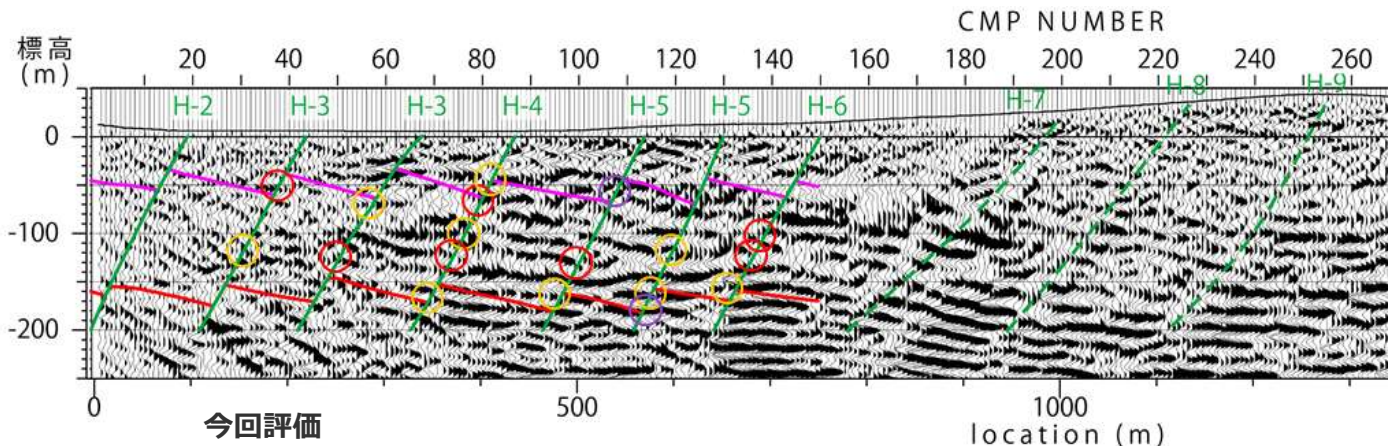 CMP NUMBER
標高
(m)
20 40 60 80 100 120 140 160 180 200 220 240 260
H-2 H-3 H-3 H-4 H-5 H-5 H-6 H-7 H-8 H-9
0
-100
-200
0 500 1000
今回評価
location (m)